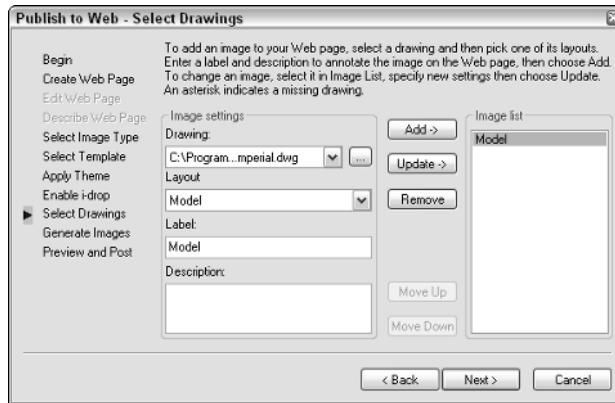 Publish to Web - Select Drawings
Begin
Create Web Page
Edit Web Page
Describe Web Page
Select Image Type
Select Template
Apply Theme
Enable i-drop
Select Drawings
Generate Images
Preview and Post
To add an image to your Web page, select a drawing and then pick one of its layouts.
Enter a label and description to annotate the image on the Web page, then choose Add.
To change an image, select it in Image List, specify new settings then choose Update.
An asterisk indicates a missing drawing.
Image settings
Drawing:
C:\Program...mperial.dwg
...
Layout
Model
Label:
Model
Description:
Add ->
Update ->
Remove
Move Up
Move Down
Image list
Model
< Back
Next >
Cancel